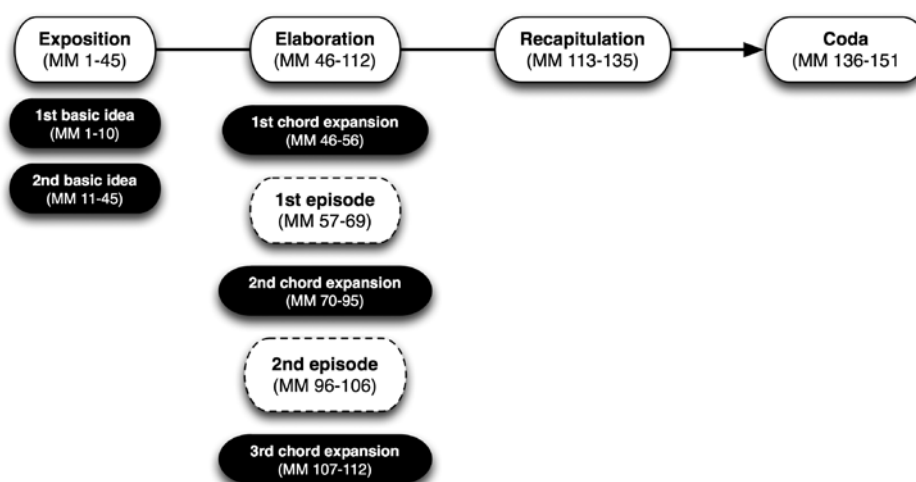 Exposition
(MM 1-45)
Elaboration
(MM 46-112)
Recapitulation
(MM 113-135)
Coda
(MM 136-151
1st basic idea
(MM 1-10)
2nd basic idea
(MM 11-45)
1st chord expansion
(MM 46-56)
1st episode
(MM 57-69)
2nd chord expansion
(MM 70-95)
2nd episode
(MM 96-106)
3rd chord expansion
(MM 107-112)